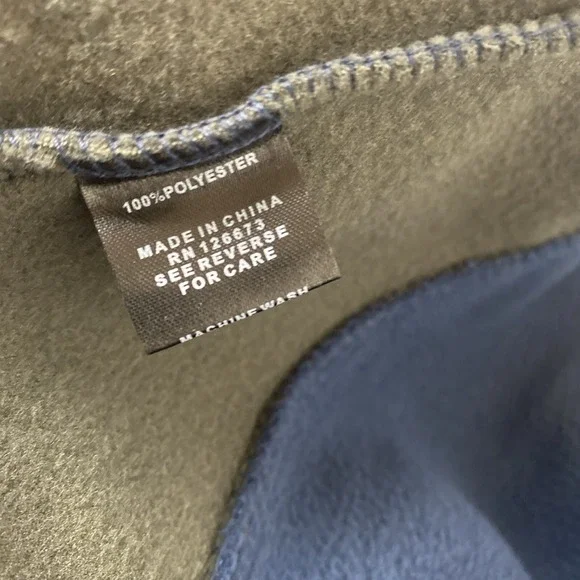 100%POLYESTER
MADE IN CHINA
RN 126673
SEE REVERSE
FOR CARE
MACHINE WASH